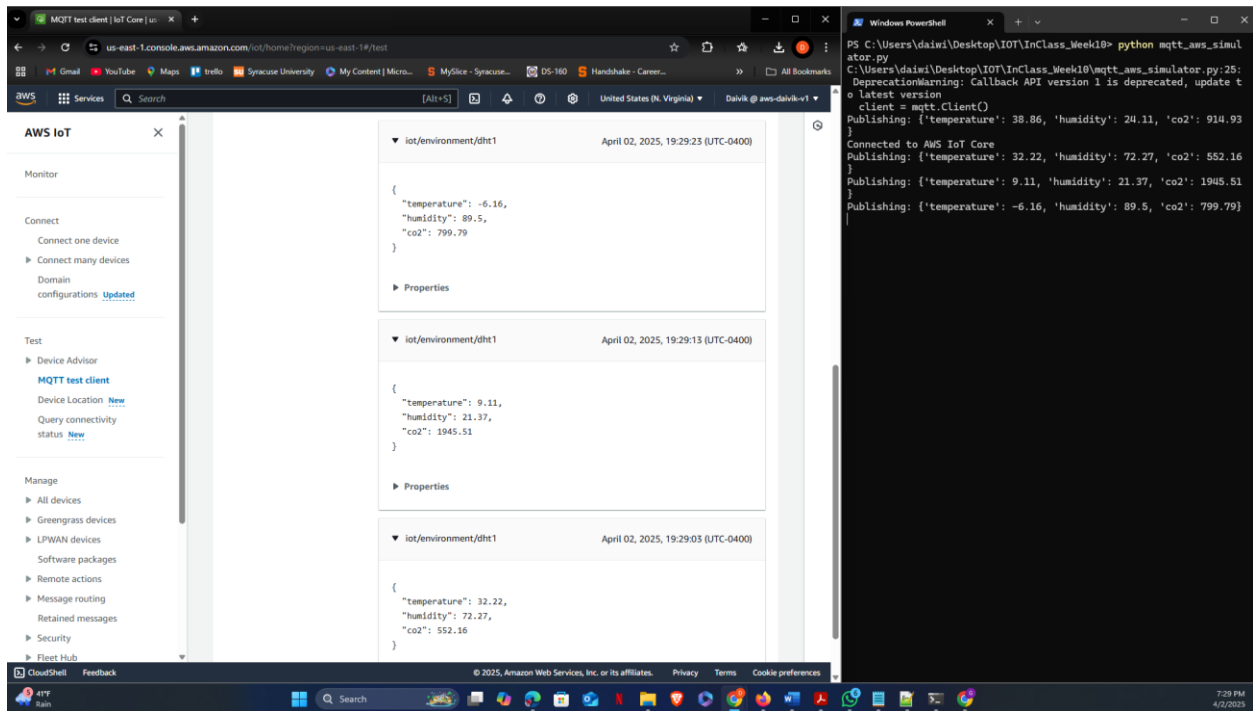 MQTT test client | IoT Core | us-
us-east-1.console.aws.amazon.com/iot/home?region=us-east-1#/test
Gmail
YouTube
Maps
trello
Syracuse University
My Content | Micro...
MySlice - Syracuse...
DS-160
Handshake - Career...
»
All Bookmarks
aws
Services
Search
[Alt+S]
United States (N. Virginia)
Daivik @ aws-daivik-v1
AWS IoT
Monitor
Connect
Connect one device
Connect many devices
Domain
configurations Updated
Test
Device Advisor
MQTT test client
Device Location New
Query connectivity
status New
Manage
All devices
Greengrass devices
LPWAN devices
Software packages
Remote actions
Message routing
Retained messages
Security
Fleet Hub
iot/environment/dht1 April 02, 2025, 19:29:23 (UTC-0400)
{
"temperature": -6.16,
"humidity": 89.5,
"co2": 799.79
}
Properties
iot/environment/dht1 April 02, 2025, 19:29:13 (UTC-0400)
{
"temperature": 9.11,
"humidity": 21.37,
"co2": 1945.51
}
Properties
iot/environment/dht1 April 02, 2025, 19:29:03 (UTC-0400)
{
"temperature": 32.22,
"humidity": 72.27,
"co2": 552.16
}
CloudShell Feedback
© 2025, Amazon Web Services, Inc. or its affiliates. Privacy Terms Cookie preferences
Windows PowerShell
PS C:\Users\daiwi\Desktop\IOT\InClass_Week10> python mqtt_aws_simul
ator.py
C:\Users\daiwi\Desktop\IOT\InClass_Week10\mqtt_aws_simulator.py:25:
DeprecationWarning: Callback API version 1 is deprecated, update t
o latest version
client = mqtt.Client()
Publishing: {'temperature': 38.86, 'humidity': 24.11, 'co2': 914.93
}
Connected to AWS IoT Core
Publishing: {'temperature': 32.22, 'humidity': 72.27, 'co2': 552.16
}
Publishing: {'temperature': 9.11, 'humidity': 21.37, 'co2': 1945.51
}
Publishing: {'temperature': -6.16, 'humidity': 89.5, 'co2': 799.79}
41°F
Rain
Search
7:29 PM
4/2/2025